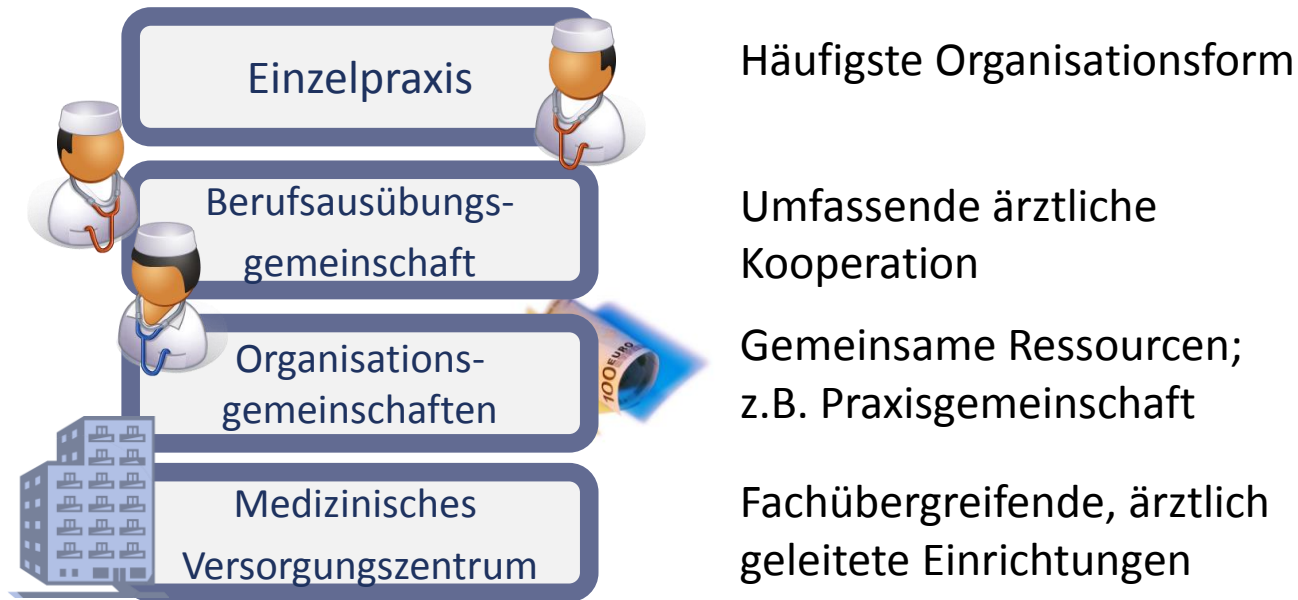 Einzelpraxis
Häufigste Organisationsform
Berufsausübungs-
gemeinschaft
Umfassende ärztliche
Kooperation
Organisations-
gemeinschaften
100EURO
Gemeinsame Ressourcen;
z.B. Praxisgemeinschaft
Medizinisches
Versorgungszentrum
Fachübergreifende, ärztlich
geleitete Einrichtungen